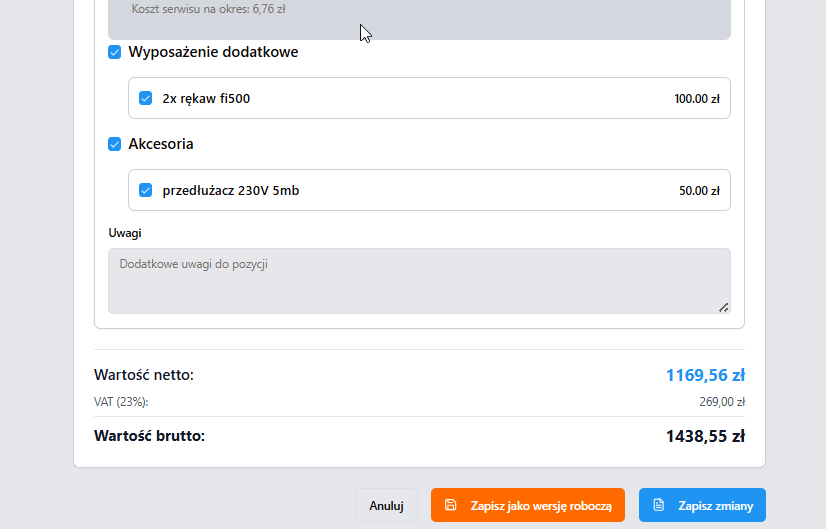 Koszt serwisu na okres: 6,76 zł
Wyposażenie dodatkowe
2x rękaw fi500 100.00 zł
Akcesoria
przedłużacz 230V 5mb 50.00 zł
Uwagi
Dodatkowe uwagi do pozycji
Wartość netto: 1169,56 zł
VAT (23%): 269,00 zł
Wartość brutto: 1438,55 zł
Anuluj Zapisz jako wersję roboczą Zapisz zmiany